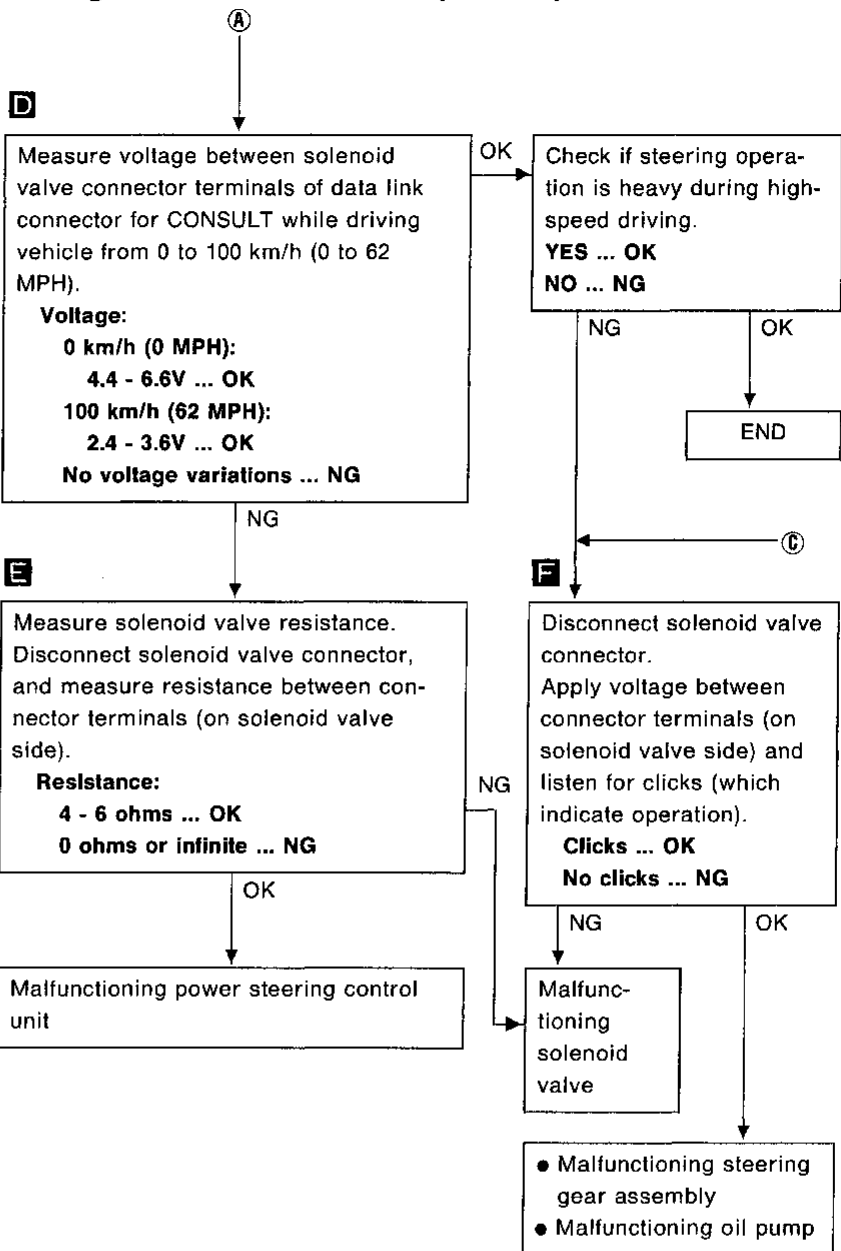 Ⓐ
D
Measure voltage between solenoid
valve connector terminals of data link
connector for CONSULT while driving
vehicle from 0 to 100 km/h (0 to 62
MPH).
Voltage:
0 km/h (0 MPH):
4.4 - 6.6V ... OK
100 km/h (62 MPH):
2.4 - 3.6V ... OK
No voltage variations ... NG
OK
Check if steering opera-
tion is heavy during high-
speed driving.
YES ... OK
NO ... NG
NG
OK
END
NG
Ⓒ
E
Measure solenoid valve resistance.
Disconnect solenoid valve connector,
and measure resistance between con-
nector terminals (on solenoid valve
side).
Resistance:
4 - 6 ohms ... OK
0 ohms or infinite ... NG
NG
F
Disconnect solenoid valve
connector.
Apply voltage between
connector terminals (on
solenoid valve side) and
listen for clicks (which
indicate operation).
Clicks ... OK
No clicks ... NG
OK
NG
OK
Malfunctioning power steering control
unit
Malfunc-
tioning
solenoid
valve
● Malfunctioning steering
gear assembly
● Malfunctioning oil pump